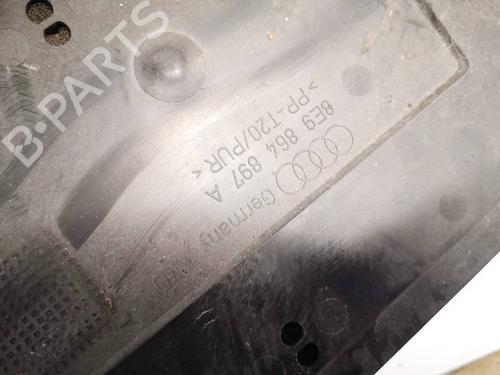 B-PARTS
8E9 864 897 A
>PP-T20/PUR<
Germany